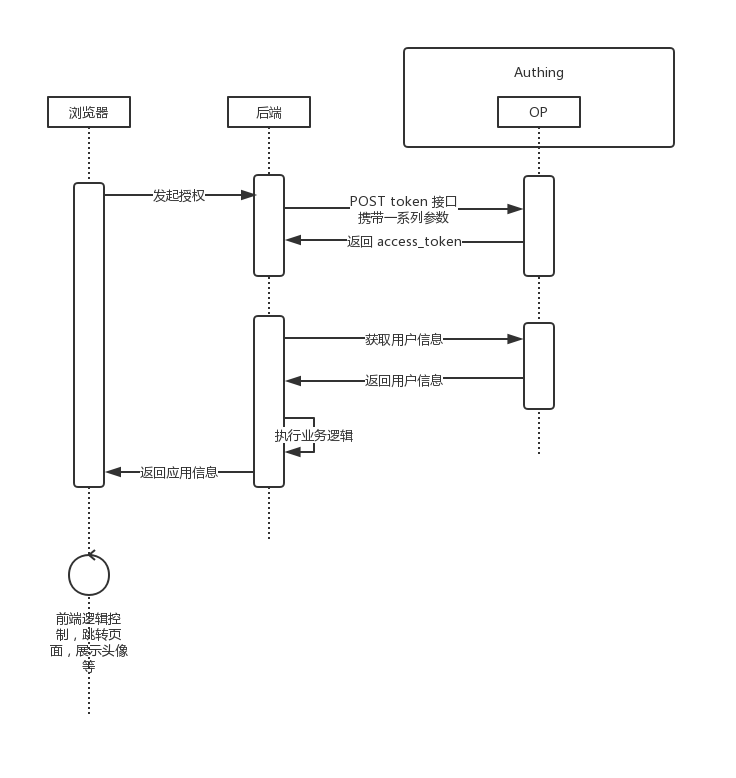 Authing
浏览器
后端
OP
发起授权
POST token 接口
携带一系列参数
返回 access_token
获取用户信息
返回用户信息
执行业务逻辑
返回应用信息
前端逻辑控
制，跳转页
面，展示头像
等